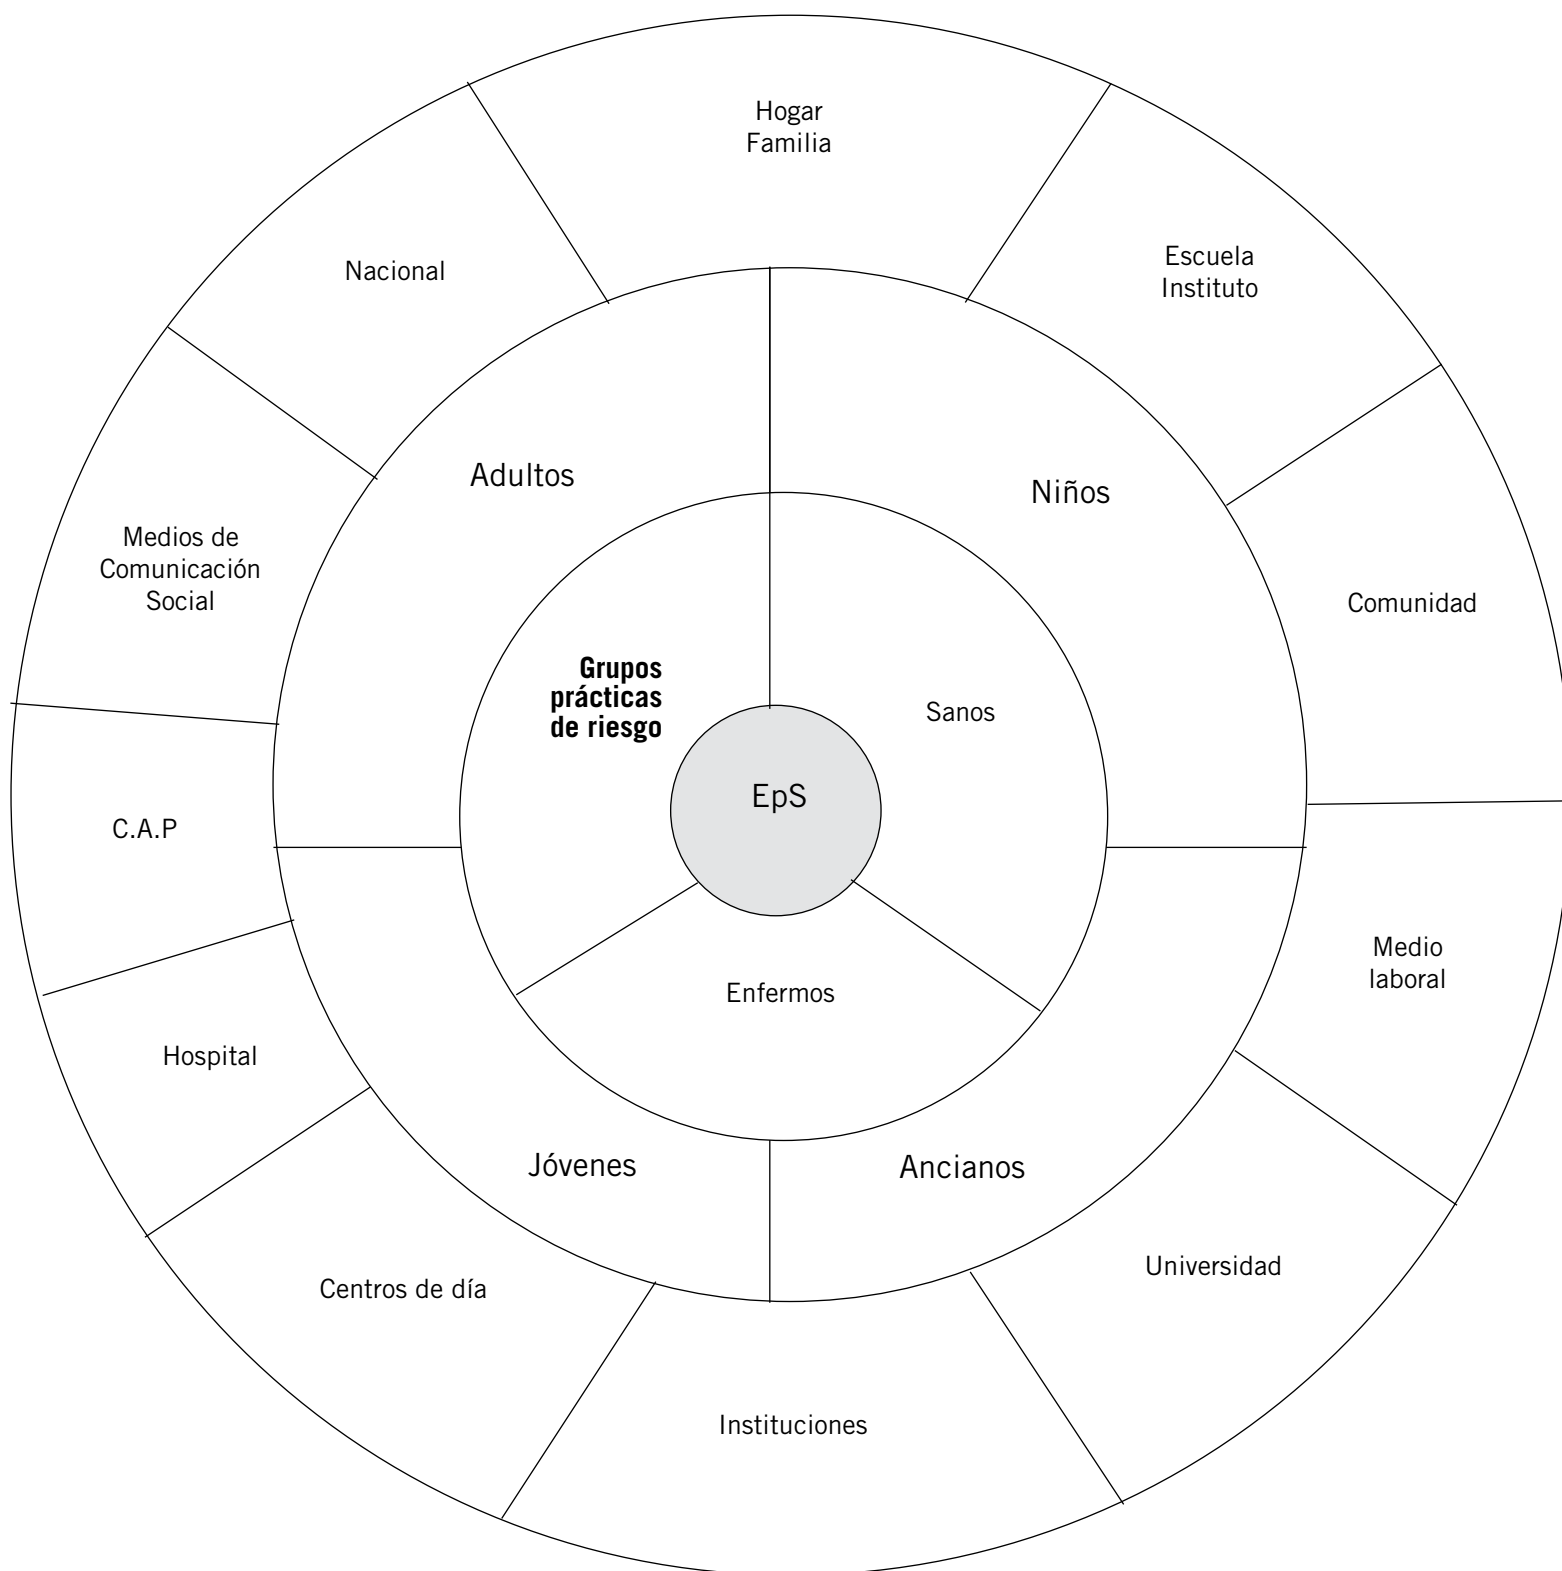 Hogar
Familia
Escuela
Instituto
Nacional
Adultos
Niños
Medios de
Comunicación
Social
Comunidad
Grupos
prácticas
de riesgo
Sanos
EpS
C.A.P
Enfermos
Medio
laboral
Hospital
Jóvenes
Ancianos
Universidad
Centros de día
Instituciones